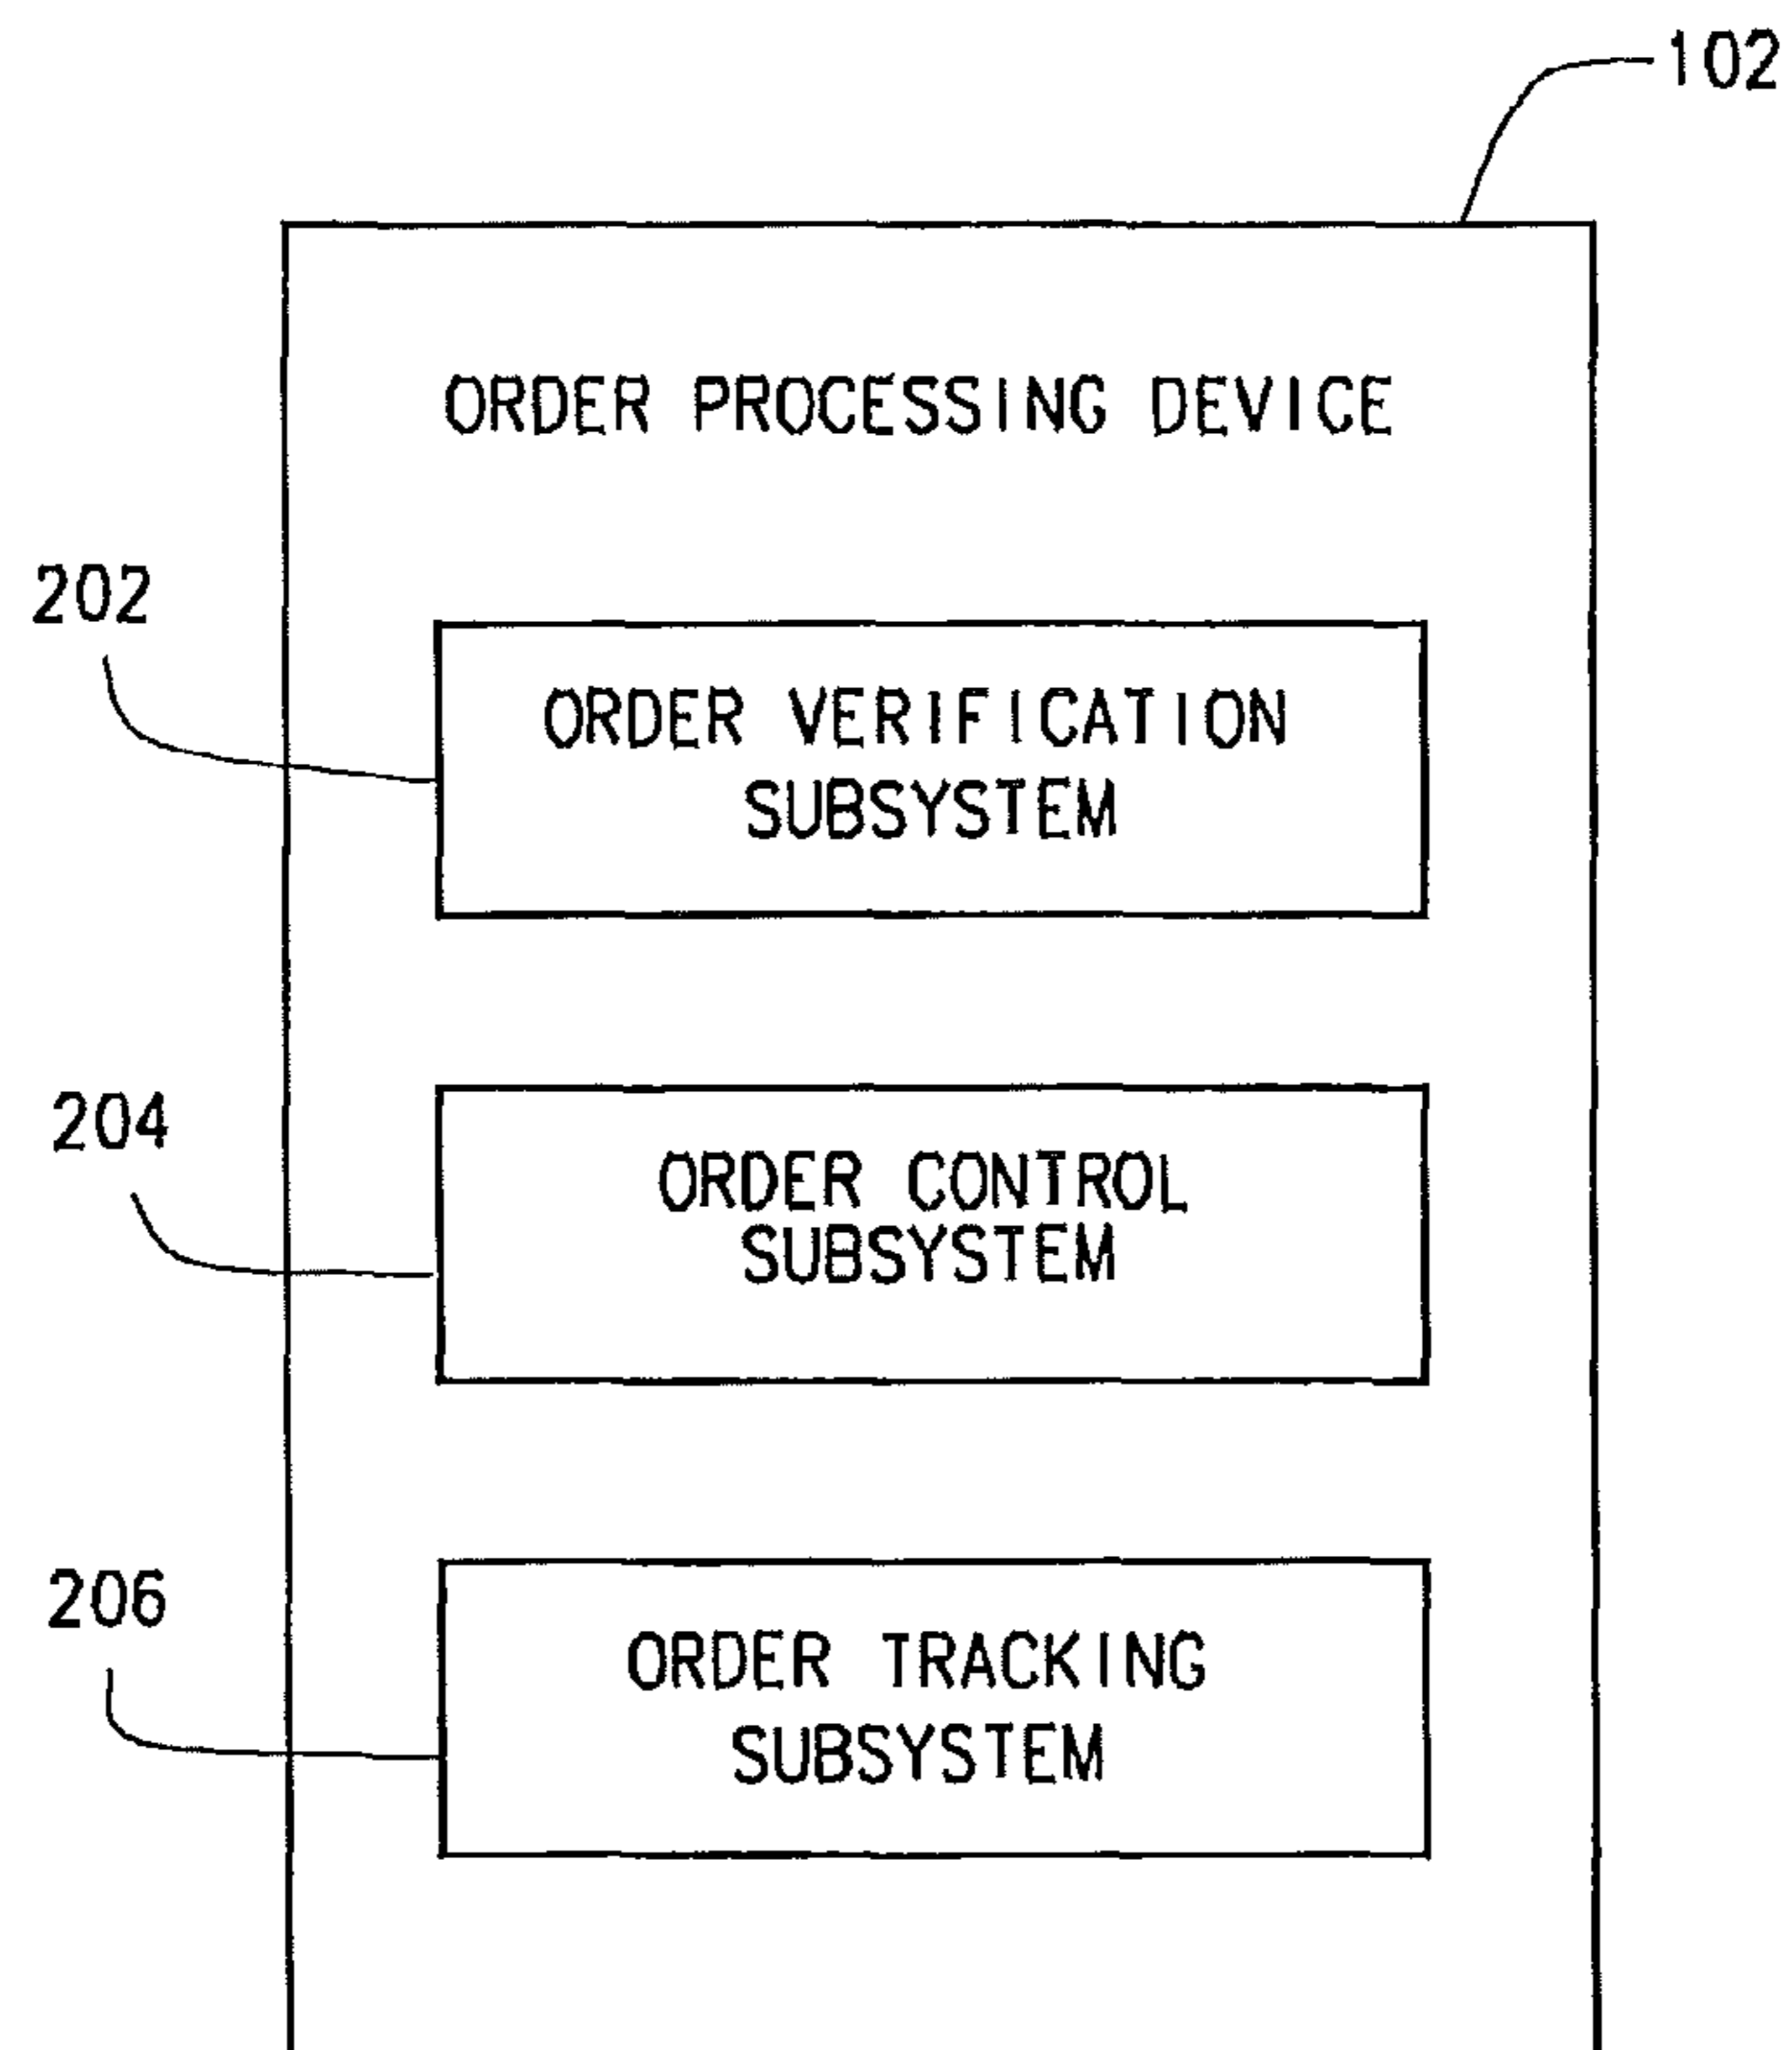 102
ORDER PROCESSING DEVICE
202
ORDER VERIFICATION
SUBSYSTEM
204
ORDER CONTROL
SUBSYSTEM
206
ORDER TRACKING
SUBSYSTEM